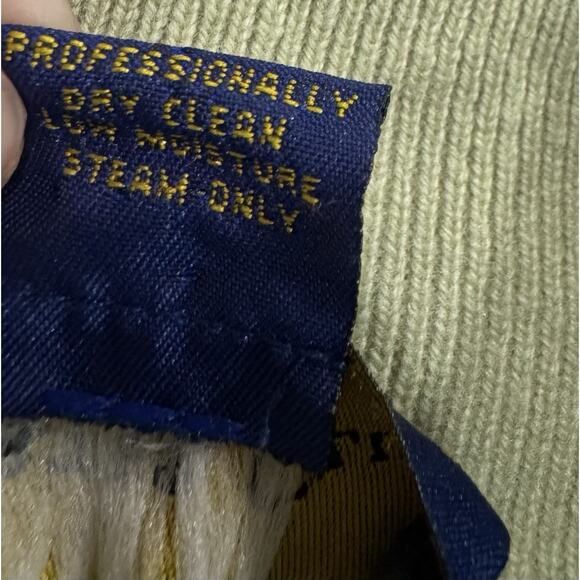 PROFESSIONALLY
DRY CLEAN
LOW MOISTURE
STEAM-ONLY